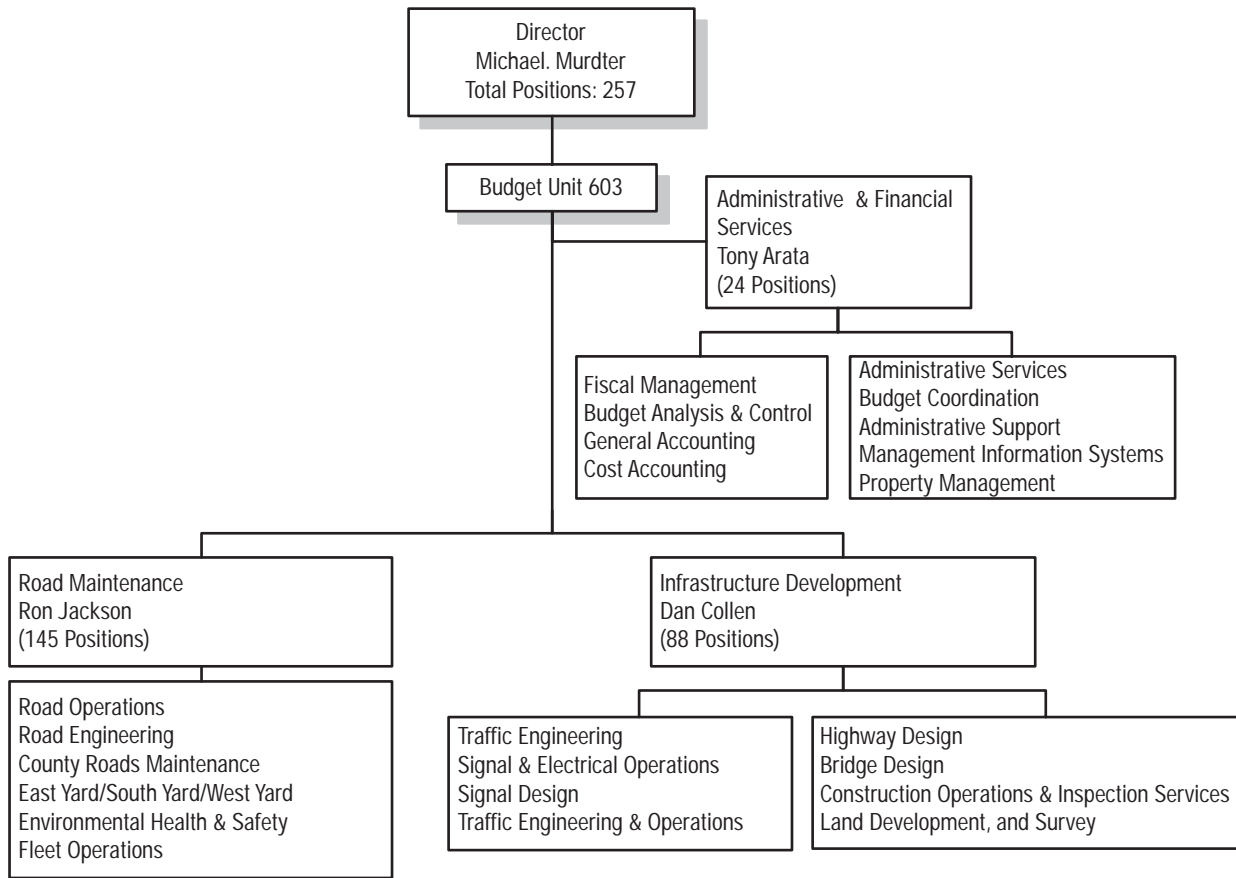 Director
Michael. Murdter
Total Positions: 257
Budget Unit 603
Administrative & Financial
Services
Tony Arata
(24 Positions)
Fiscal Management
Budget Analysis & Control
General Accounting
Cost Accounting
Administrative Services
Budget Coordination
Administrative Support
Management Information Systems
Property Management
Road Maintenance
Ron Jackson
(145 Positions)
Infrastructure Development
Dan Collen
(88 Positions)
Road Operations
Road Engineering
County Roads Maintenance
East Yard/South Yard/West Yard
Environmental Health & Safety
Fleet Operations
Traffic Engineering
Signal & Electrical Operations
Signal Design
Traffic Engineering & Operations
Highway Design
Bridge Design
Construction Operations & Inspection Services
Land Development, and Survey